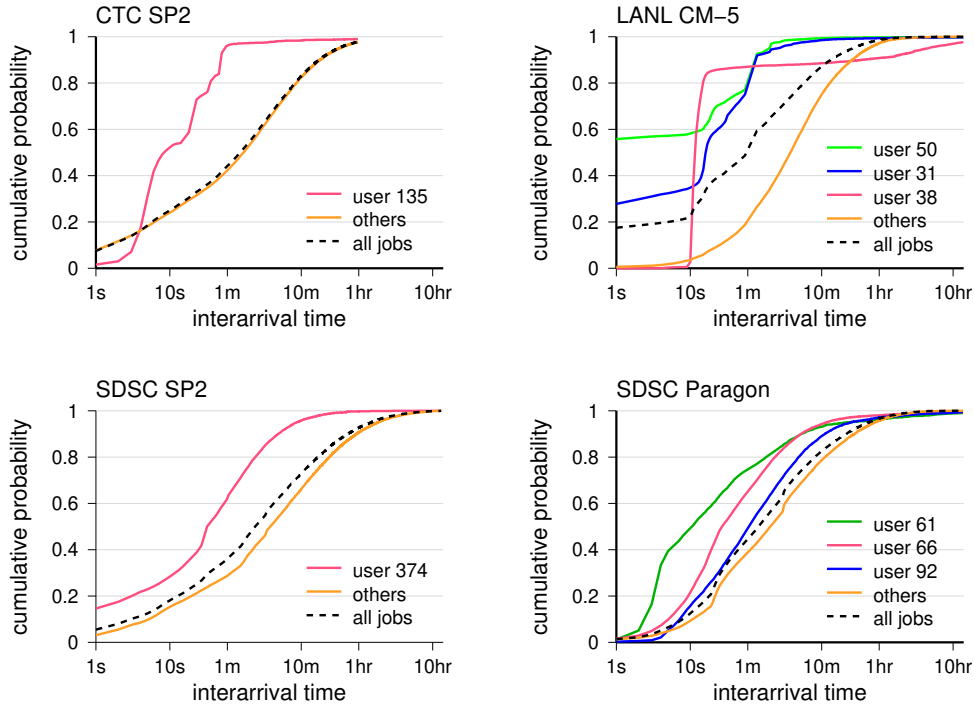 CTC SP2
cumulative probability
1
0.8
0.6
0.4
0.2
0
user 135
others
all jobs
1s 10s 1m 10m 1hr 10hr
interarrival time
LANL CM-5
cumulative probability
1
0.8
0.6
0.4
0.2
0
user 50
user 31
user 38
others
all jobs
1s 10s 1m 10m 1hr 10hr
interarrival time
SDSC SP2
cumulative probability
1
0.8
0.6
0.4
0.2
0
user 374
others
all jobs
1s 10s 1m 10m 1hr 10hr
interarrival time
SDSC Paragon
cumulative probability
1
0.8
0.6
0.4
0.2
0
user 61
user 66
user 92
others
all jobs
1s 10s 1m 10m 1hr 10hr
interarrival time